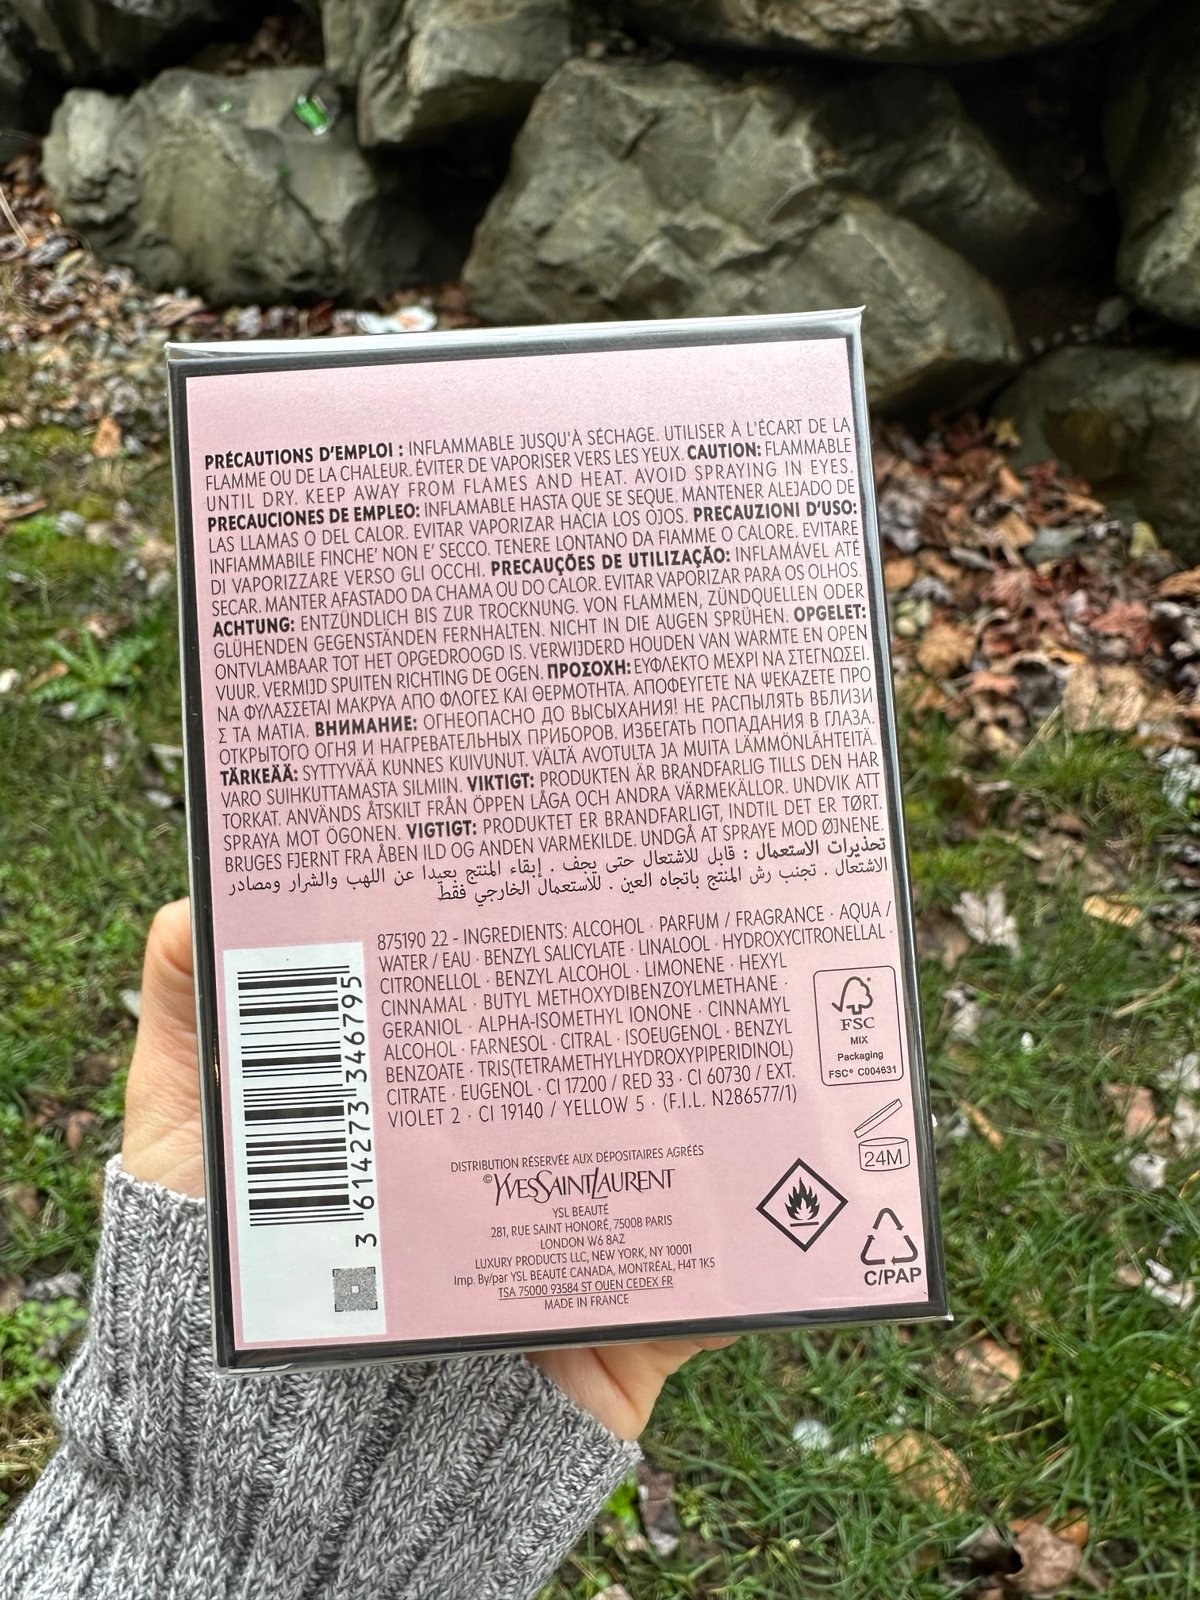 PRÉCAUTIONS D'EMPLOI : INFLAMMABLE JUSQU'À SÉCHAGE. UTILISER À L'ÉCART DE LA
FLAMME OU DE LA CHALEUR. ÉVITER DE VAPORISER VERS LES YEUX. CAUTION: FLAMMABLE
UNTIL DRY. KEEP AWAY FROM FLAMES AND HEAT. AVOID SPRAYING IN EYES.
PRECAUCIONES DE EMPLEO: INFLAMABLE HASTA QUE SE SEQUE. MANTENER ALEJADO DE
LAS LLAMAS O DEL CALOR. EVITAR VAPORIZAR HACIA LOS OJOS. PRECAUZIONI D'USO:
INFIAMMABILE FINCHE' NON E' SECCO. TENERE LONTANO DA FIAMME O CALORE. EVITARE
DI VAPORIZZARE VERSO GLI OCCHI. PRECAUÇÕES DE UTILIZAÇÃO: INFLAMÁVEL ATÉ
SECAR. MANTER AFASTADO DA CHAMA OU DO CALOR. EVITAR VAPORIZAR PARA OS OLHOS.
ACHTUNG: ENTZÜNDLICH BIS ZUR TROCKNUNG. VON FLAMMEN, ZÜNDQUELLEN ODER
GLÜHENDEN GEGENSTÄNDEN FERNHALTEN. NICHT IN DIE AUGEN SPRÜHEN. OPGELET:
ONTVLAMBAAR TOT HET OPGEDROOGD IS. VERWIJDERD HOUDEN VAN WARMTE EN OPEN
VUUR. VERMIJD SPUITEN RICHTING DE OGEN. ΠΡΟΣΟΧΗ: ΕΥΦΛΕΚΤΟ ΜΕΧΡΙ ΝΑ ΣΤΕΓΝΩΣΕΙ.
ΝΑ ΦΥΛΑΣΣΕΤΑΙ ΜΑΚΡΥΑ ΑΠΟ ΦΛΟΓΕΣ ΚΑΙ ΘΕΡΜΟΤΗΤΑ. ΑΠΟΦΕΥΓΕΤΕ ΝΑ ΨΕΚΑΖΕΤΕ ΠΡΟ
Σ ΤΑ ΜΑΤΙΑ. ВНИМАНИЕ: ОГНЕОПАСНО ДО ВЫСЫХАНИЯ! НЕ РАСПЫЛЯТЬ ВБЛИЗИ
ОТКРЫТОГО ОГНЯ И НАГРЕВАТЕЛЬНЫХ ПРИБОРОВ. ИЗБЕГАТЬ ПОПАДАНИЯ В ГЛАЗА.
TÄRKEÄÄ: SYTTYVÄÄ KUNNES KUIVUNUT. VÄLTÄ AVOTULTA JA MUITA LÄMMÖNLÄHTEITÄ.
VARO SUIHKUTTAMASTA SILMIIN. VIKTIGT: PRODUKTEN ÄR BRANDFARLIG TILLS DEN HAR
TORKAT. ANVÄNDS ÅTSKILT FRÅN ÖPPEN LÅGA OCH ANDRA VÄRMEKÄLLOR. UNDVIK ATT
SPRAYA MOT ÖGONEN. VIGTIGT: PRODUKTET ER BRANDFARLIGT, INDTIL DET ER TØRT.
BRUGES FJERNT FRA ÅBEN ILD OG ANDEN VARMEKILDE. UNDGÅ AT SPRAYE MOD ØJNENE.
تحذيرات الاستعمال : قابل للاشتعال حتى يجف . إبقاء المنتج بعيدا عن اللهب والشرار ومصادر
الاشتعال . تجنب رش المنتج باتجاه العين . للاستعمال الخارجي فقط
875190 22 - INGREDIENTS: ALCOHOL · PARFUM / FRAGRANCE · AQUA /
WATER / EAU · BENZYL SALICYLATE · LINALOOL · HYDROXYCITRONELLAL ·
CITRONELLOL · BENZYL ALCOHOL · LIMONENE · HEXYL
CINNAMAL · BUTYL METHOXYDIBENZOYLMETHANE ·
GERANIOL · ALPHA-ISOMETHYL IONONE · CINNAMYL
ALCOHOL · FARNESOL · CITRAL · ISOEUGENOL · BENZYL
BENZOATE · TRIS(TETRAMETHYLHYDROXYPIPERIDINOL)
CITRATE · EUGENOL · CI 17200 / RED 33 · CI 60730 / EXT.
VIOLET 2 · CI 19140 / YELLOW 5 · (F.I.L. N286577/1)
3 614273 346795
FSC
MIX
Packaging
FSC® C004631
24M
C/PAP
DISTRIBUTION RÉSERVÉE AUX DÉPOSITAIRES AGRÉÉS
©YVESSAINTLAURENT
YSL BEAUTÉ
281, RUE SAINT HONORÉ, 75008 PARIS
LONDON W6 8AZ
LUXURY PRODUCTS LLC, NEW YORK, NY 10001
Imp. By/par YSL BEAUTÉ CANADA, MONTRÉAL, H4T 1K5
TSA 75000 93584 ST OUEN CEDEX FR
MADE IN FRANCE